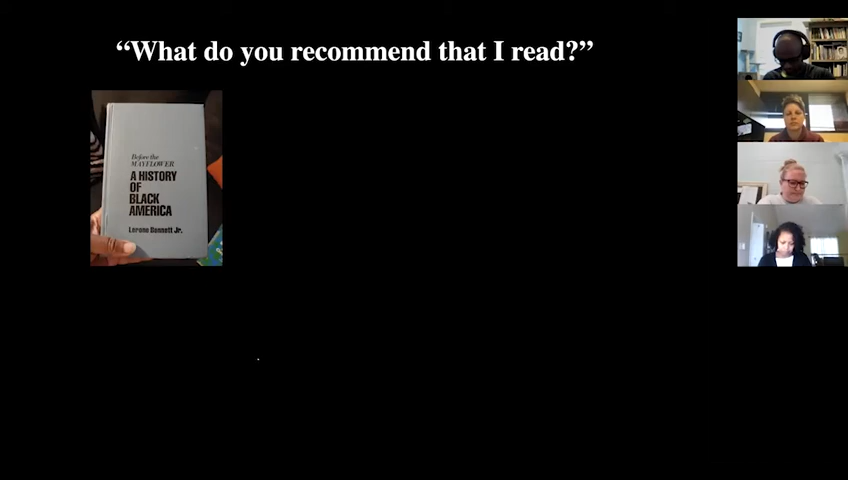 “What do you recommend that I read?”
Before the
MAYFLOWER
A HISTORY
OF
BLACK
AMERICA
Lerone Bennett Jr.